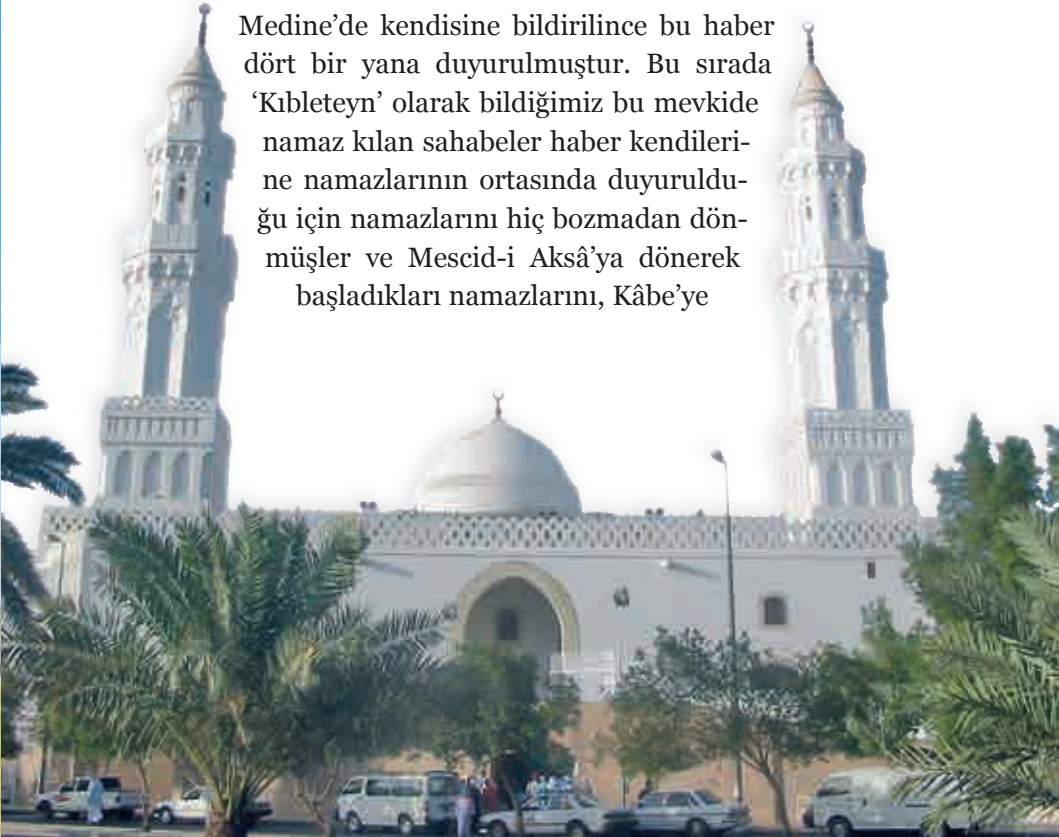 Medine’de kendisine bildirilince bu haber
dört bir yana duyurulmuştur. Bu sırada
‘Kıbleteyn’ olarak bildiğimiz bu mevkide
namaz kılan sahabeler haber kendileri-
ne namazlarının ortasında duyuruldu-
ğu için namazlarını hiç bozmadan dön-
müşler ve Mescid-i Aksâ’ya dönerek
başladıkları namazlarını, Kâbe’ye